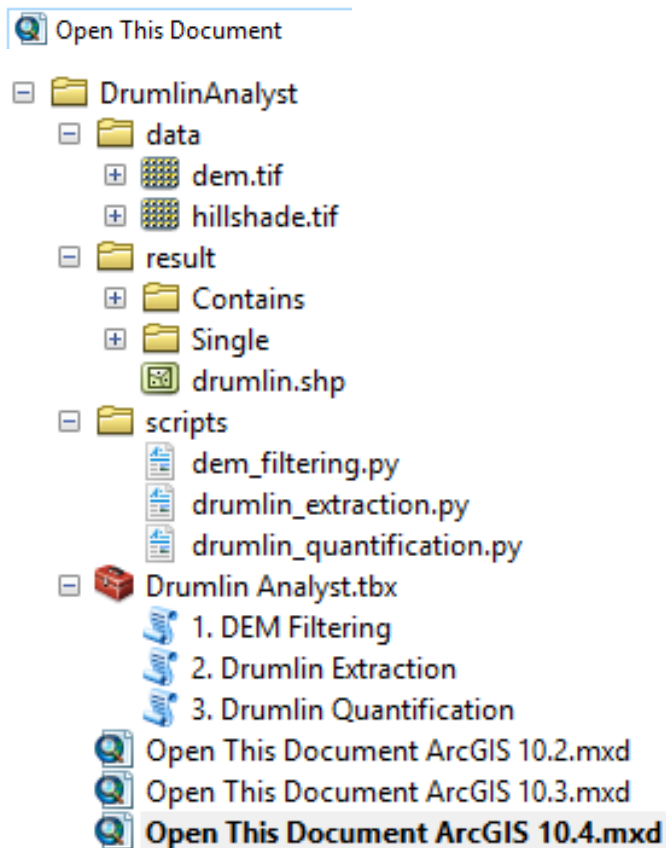 Open This Document
DrumlinAnalyst
data
dem.tif
hillshade.tif
result
Contains
Single
drumlin.shp
scripts
dem_filtering.py
drumlin_extraction.py
drumlin_quantification.py
Drumlin Analyst.tbx
1. DEM Filtering
2. Drumlin Extraction
3. Drumlin Quantification
Open This Document ArcGIS 10.2.mxd
Open This Document ArcGIS 10.3.mxd
Open This Document ArcGIS 10.4.mxd